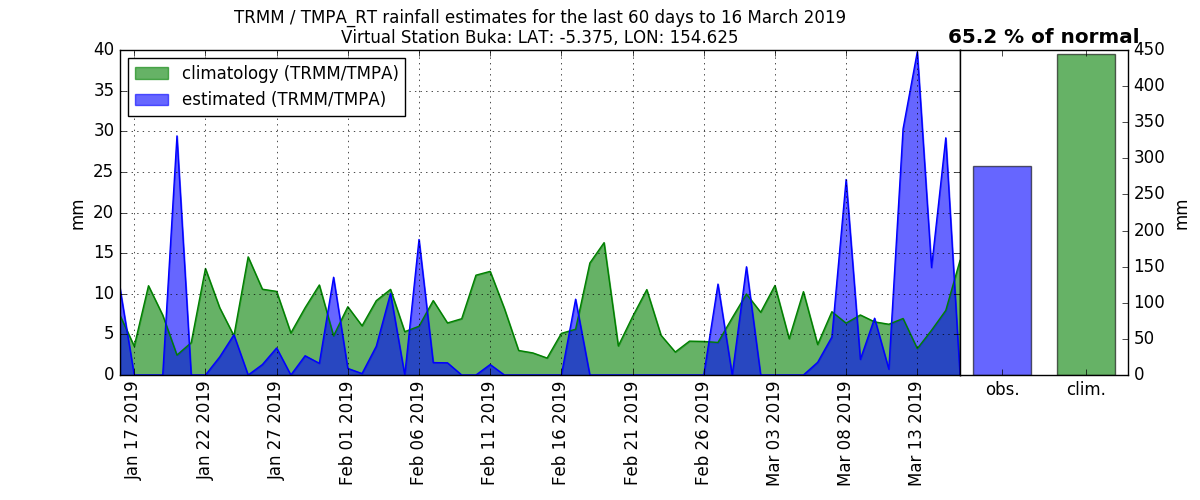 TRMM / TMPA_RT rainfall estimates for the last 60 days to 16 March 2019
Virtual Station Buka: LAT: -5.375, LON: 154.625
65.2 % of normal
climatology (TRMM/TMPA)
estimated (TRMM/TMPA)
mm
40
35
30
25
20
15
10
5
0
Jan 17 2019
Jan 22 2019
Jan 27 2019
Feb 01 2019
Feb 06 2019
Feb 11 2019
Feb 16 2019
Feb 21 2019
Feb 26 2019
Mar 03 2019
Mar 08 2019
Mar 13 2019
obs.
clim.
450
400
350
300
250
200
150
100
50
0
mm